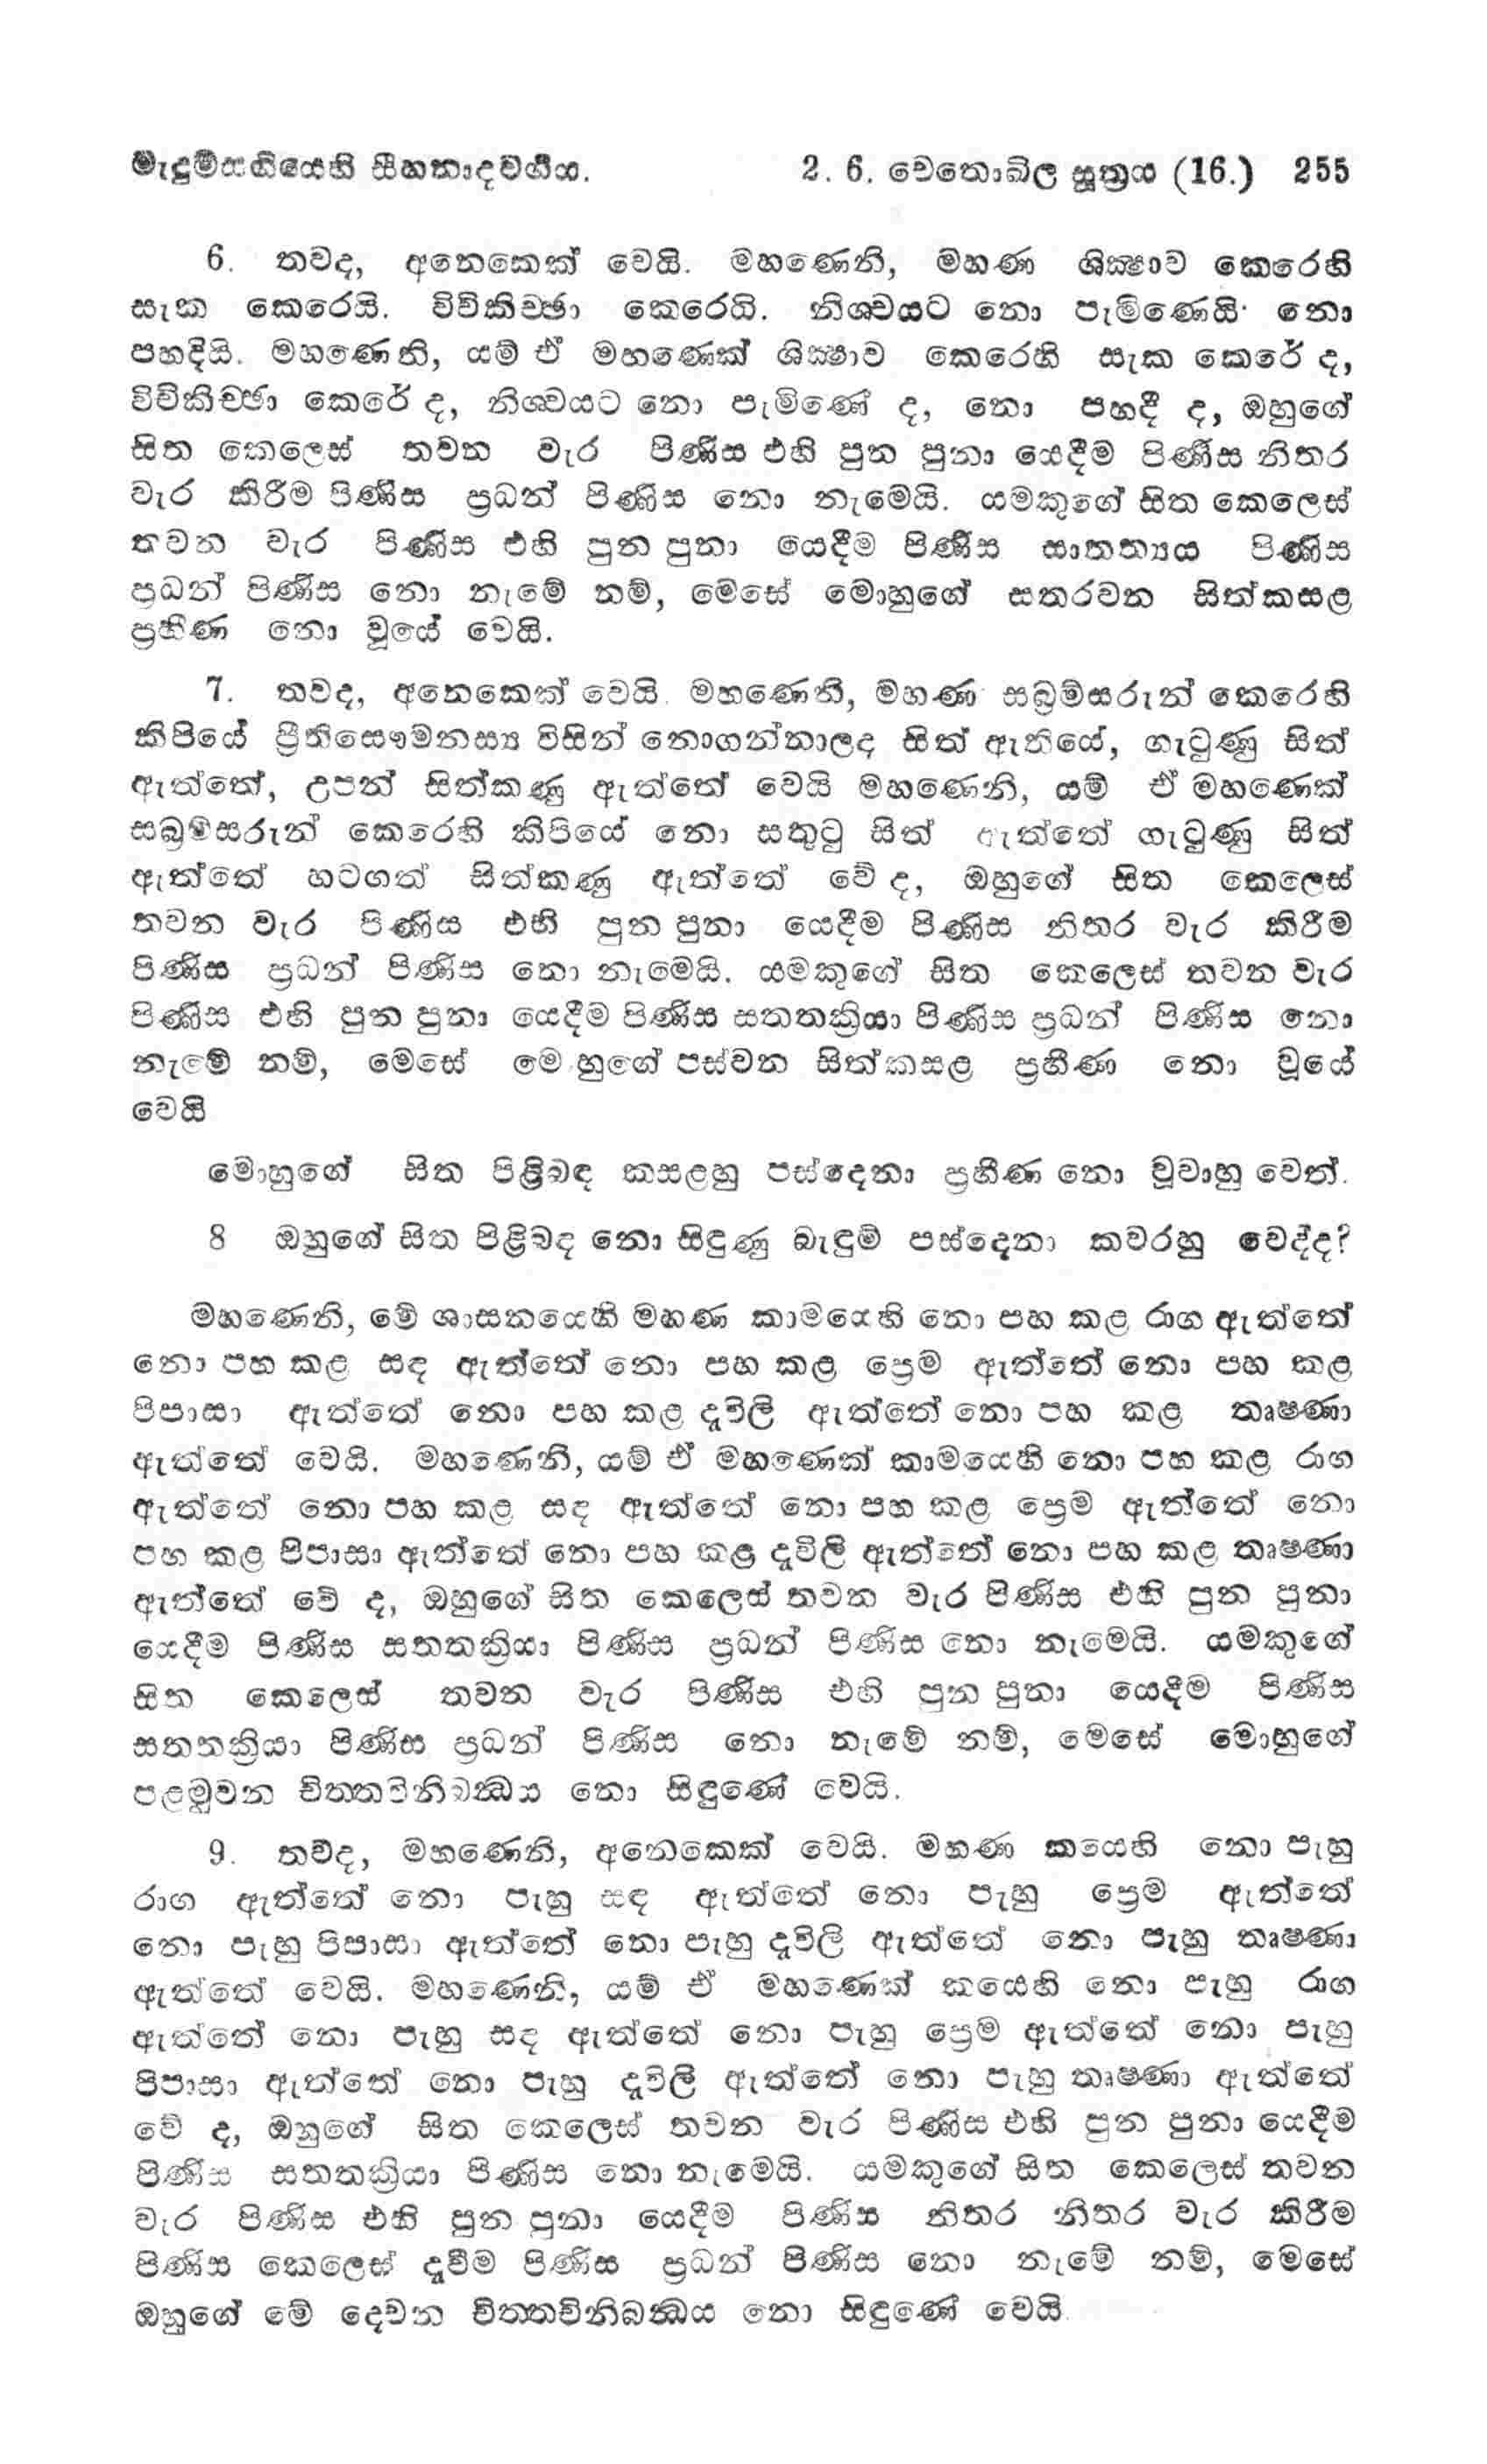 මැදුම්සඟියෙහි සීහනාදවර්‍ගය. 2. 6. චෙතොඛිල සූත්‍රය (16.) 255
6. තවද, අනෙකෙක් වෙයි. මහණෙනි, මහණ ශික්‍ෂාව කෙරෙහි
සැක කෙරෙයි. විචිකිච්ඡා කෙරෙයි. නිශ්චයට නො පැමිණෙයි. නො
පහදියි. මහණෙනි, යම් ඒ මහණෙක් ශික්‍ෂාව කෙරෙහි සැක කෙරේ ද,
විචිකිච්ඡා කෙරේ ද, නිශ්චයට නො පැමිණේ ද, නො පහදී ද, ඔහුගේ
සිත කෙලෙස් තවන වැර පිණිස එහි පුන පුනා යෙදීම පිණිස නිතර
වැර කිරීම පිණිස ප්‍රධන් පිණිස නො නැමෙයි. යමකුගේ සිත කෙලෙස්
තවන වැර පිණිස එහි පුන පුනා යෙදීම පිණිස සාතත්‍යය පිණිස
ප්‍රධන් පිණිස නො නැමේ නම්, මෙසේ මොහුගේ සතරවන සිත්කසළ
ප්‍රහීණ නො වූයේ වෙයි.
7. තවද, අනෙකෙක් වෙයි. මහණෙනි, මහණ සබ්‍රම්සරුන් කෙරෙහි
කිපියේ ප්‍රීතිසෞමනස්‍ය විසින් නොගන්නාලද සිත් ඇතියේ, ගැටුණු සිත්
ඇත්තේ, උපන් සිත්කණු ඇත්තේ වෙයි මහණෙනි, යම් ඒ මහණෙක්
සබ්‍රම්සරුන් කෙරෙහි කිපියේ නො සතුටු සිත් ඇත්තේ ගැටුණු සිත්
ඇත්තේ හටගත් සිත්කණු ඇත්තේ වේ ද, ඔහුගේ සිත කෙලෙස්
තවන වැර පිණිස එහි පුන පුනා යෙදීම පිණිස නිතර වැර කිරීම
පිණිස ප්‍රධන් පිණිස නො නැමෙයි. යමකුගේ සිත කෙලෙස් තවන වැර
පිණිස එහි පුන පුනා යෙදීම පිණිස සතතක්‍රියා පිණිස ප්‍රධන් පිණිස නො
නැමේ නම්, මෙසේ මොහුගේ පස්වන සිත්කසළ ප්‍රහීණ නො වූයේ
වෙයි
මොහුගේ සිත පිළිබඳ කසළහු පස්දෙනා ප්‍රහීණ නො වූවාහු වෙත්.
8 ඔහුගේ සිත පිළිබද නො සිඳුණු බැඳුම් පස්දෙනා කවරහු වෙද්ද?
මහණෙනි, මේ ශාසනයෙහි මහණ කාමයෙහි නො පහ කළ රාග ඇත්තේ
නො පහ කළ සඳ ඇත්තේ නො පහ කළ ප්‍රෙම ඇත්තේ නො පහ කළ
පිපාසා ඇත්තේ නො පහ කළ දැවිලි ඇත්තේ නො පහ කළ තෘෂ්ණා
ඇත්තේ වෙයි. මහණෙනි, යම් ඒ මහණෙක් කාමයෙහි නො පහ කළ රාග
ඇත්තේ නො පහ කළ සඳ ඇත්තේ නො පහ කළ ප්‍රෙම ඇත්තේ නො
පහ කළ පිපාසා ඇත්තේ නො පහ කළ දැවිලි ඇත්තේ නො පහ කළ තෘෂ්ණා
ඇත්තේ වේ ද, ඔහුගේ සිත කෙලෙස් තවන වැර පිණිස එහි පුන පුනා
යෙදීම පිණිස සතතක්‍රියා පිණිස ප්‍රධන් පිණිස නො නැමෙයි. යමකුගේ
සිත කෙලෙස් තවන වැර පිණිස එහි පුන පුනා යෙදීම පිණිස
සතතක්‍රියා පිණිස ප්‍රධන් පිණිස නො නැමේ නම්, මෙසේ මොහුගේ
පළමුවන චිත්තවිනිබන්‍ධය නො සිඳුණේ වෙයි.
9. තවද, මහණෙනි, අනෙකෙක් වෙයි. මහණ කයෙහි නො පැහු
රාග ඇත්තේ නො පැහු සඳ ඇත්තේ නො පැහු ප්‍රෙම ඇත්තේ
නො පැහු පිපාසා ඇත්තේ නො පැහු දැවිලි ඇත්තේ නො පැහු තෘෂ්ණා
ඇත්තේ වෙයි. මහණෙනි, යම් ඒ මහණෙක් කයෙහි නො පැහු රාග
ඇත්තේ නො පැහු සඳ ඇත්තේ නො පැහු ප්‍රෙම ඇත්තේ නො පැහු
පිපාසා ඇත්තේ නො පැහු දැවිලි ඇත්තේ නො පැහු තෘෂ්ණා ඇත්තේ
වේ ද, ඔහුගේ සිත කෙලෙස් තවන වැර පිණිස එහි පුන පුනා යෙදීම
පිණිස සතතක්‍රියා පිණිස නො නැමෙයි. යමකුගේ සිත කෙලෙස් තවන
වැර පිණිස එහි පුන පුනා යෙදීම පිණිස නිතර නිතර වැර කිරීම
පිණිස කෙලෙස් දැවීම පිණිස ප්‍රධන් පිණිස නො නැමේ නම්, මෙසේ
ඔහුගේ මේ දෙවන චිත්තවිනිබන්‍ධය නො සිඳුණේ වෙයි.